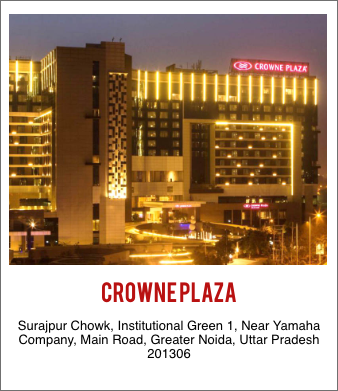 CROWNE PLAZA
CROWNE PLAZA
Surajpur Chowk, Institutional Green 1, Near Yamaha
Company, Main Road, Greater Noida, Uttar Pradesh
201306